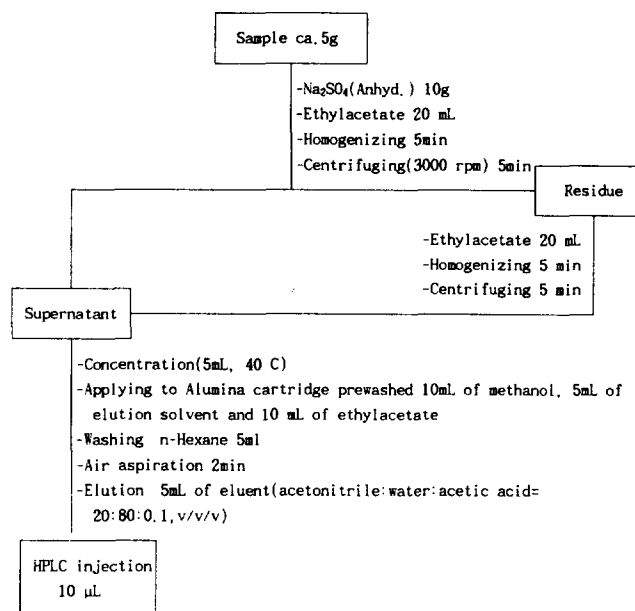 Sample ca.5g
-Na₂SO₄(Anhyd.) 10g
-Ethylacetate 20 mL
-Homogenizing 5min
-Centrifuging(3000 rpm) 5min
Residue
-Ethylacetate 20 mL
-Homogenizing 5 min
-Centrifuging 5 min
Supernatant
-Concentration(5mL, 40 C)
-Applying to Alumina cartridge prewashed 10mL of methanol, 5mL of
elution solvent and 10 mL of ethylacetate
-Washing n-Hexane 5ml
-Air aspiration 2min
-Elution 5mL of eluent(acetonitrile:water:acetic acid=
20:80:0.1, v/v/v)
HPLC injection
10 μL